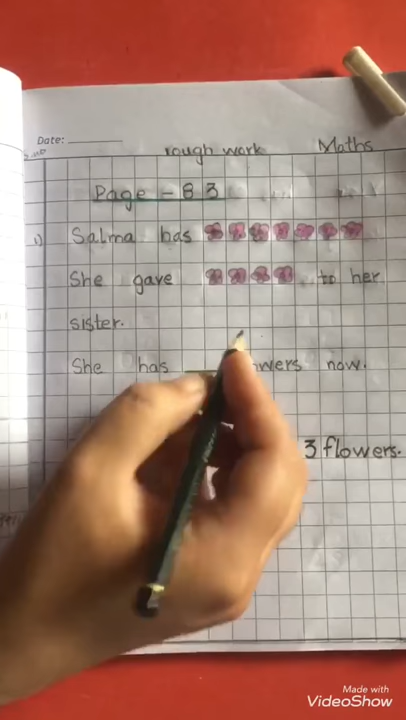 Date:
rough work Maths
Page - 83
1) Salma has
She gave to her
sister.
She has now.
3 flowers.
Made with
VideoShow